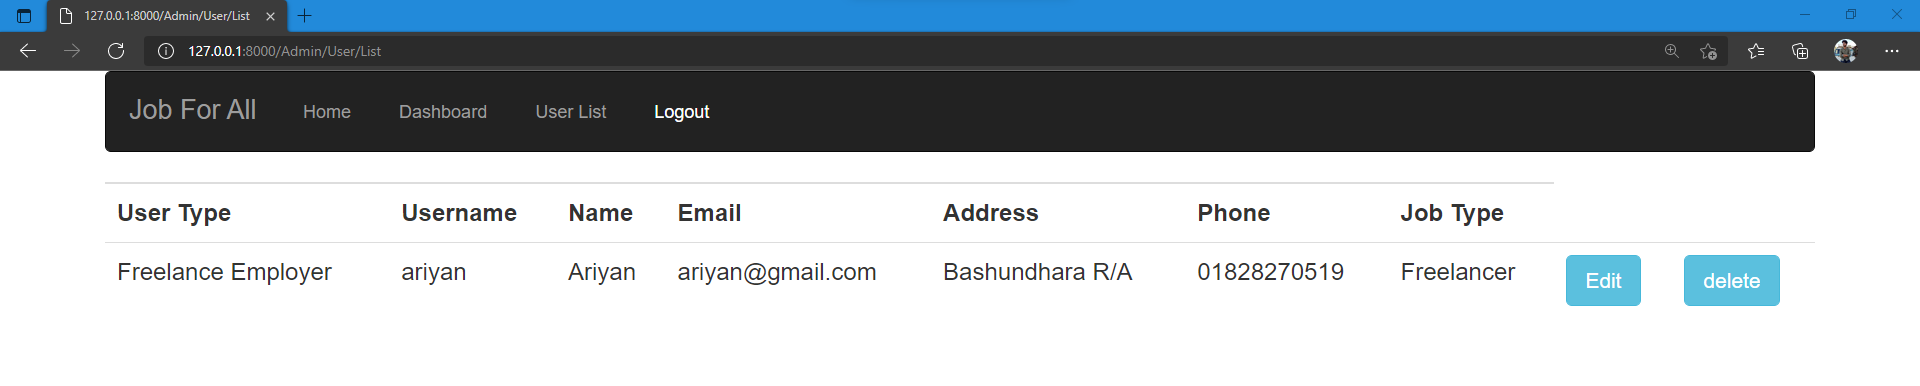 127.0.0.1:8000/Admin/User/List
127.0.0.1:8000/Admin/User/List
Job For All Home Dashboard User List Logout
User Type Username Name Email Address Phone Job Type
Freelance Employer ariyan Ariyan ariyan@gmail.com Bashundhara R/A 01828270519 Freelancer Edit delete